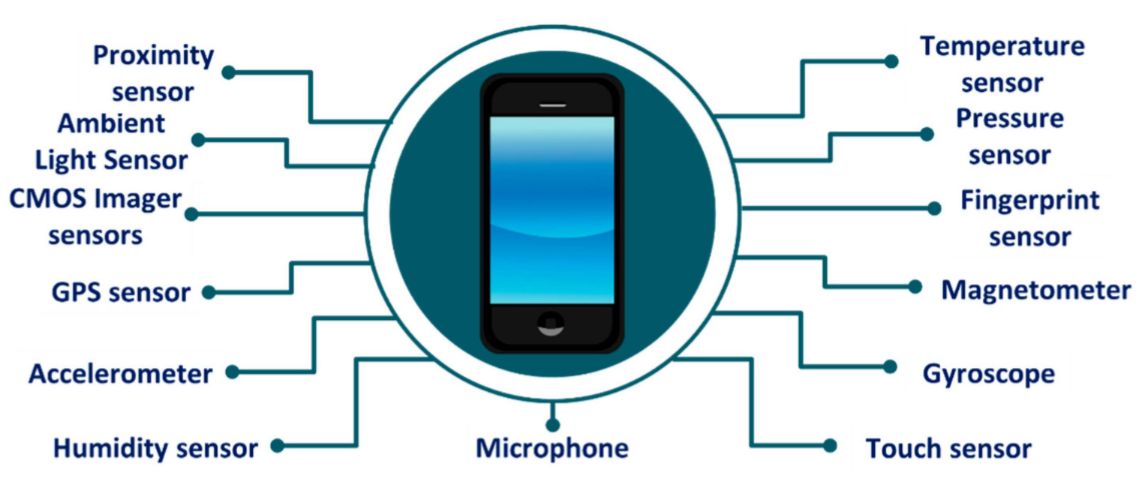 Proximity
sensor
Ambient
Light Sensor
CMOS Imager
sensors
GPS sensor
Accelerometer
Humidity sensor
Microphone
Temperature
sensor
Pressure
sensor
Fingerprint
sensor
Magnetometer
Gyroscope
Touch sensor